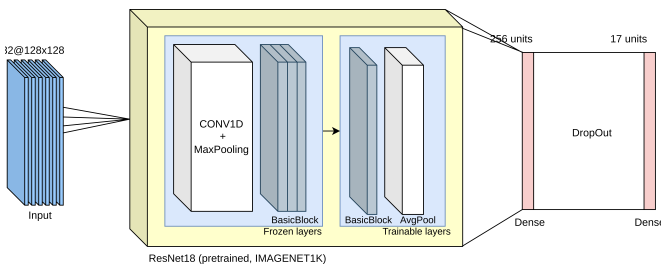 32@128x128
256 units
17 units
CONV1D
+
MaxPooling
DropOut
Input
BasicBlock
BasicBlock
AvgPool
Frozen layers
Trainable layers
Dense
Dense
ResNet18 (pretrained, IMAGENET1K)